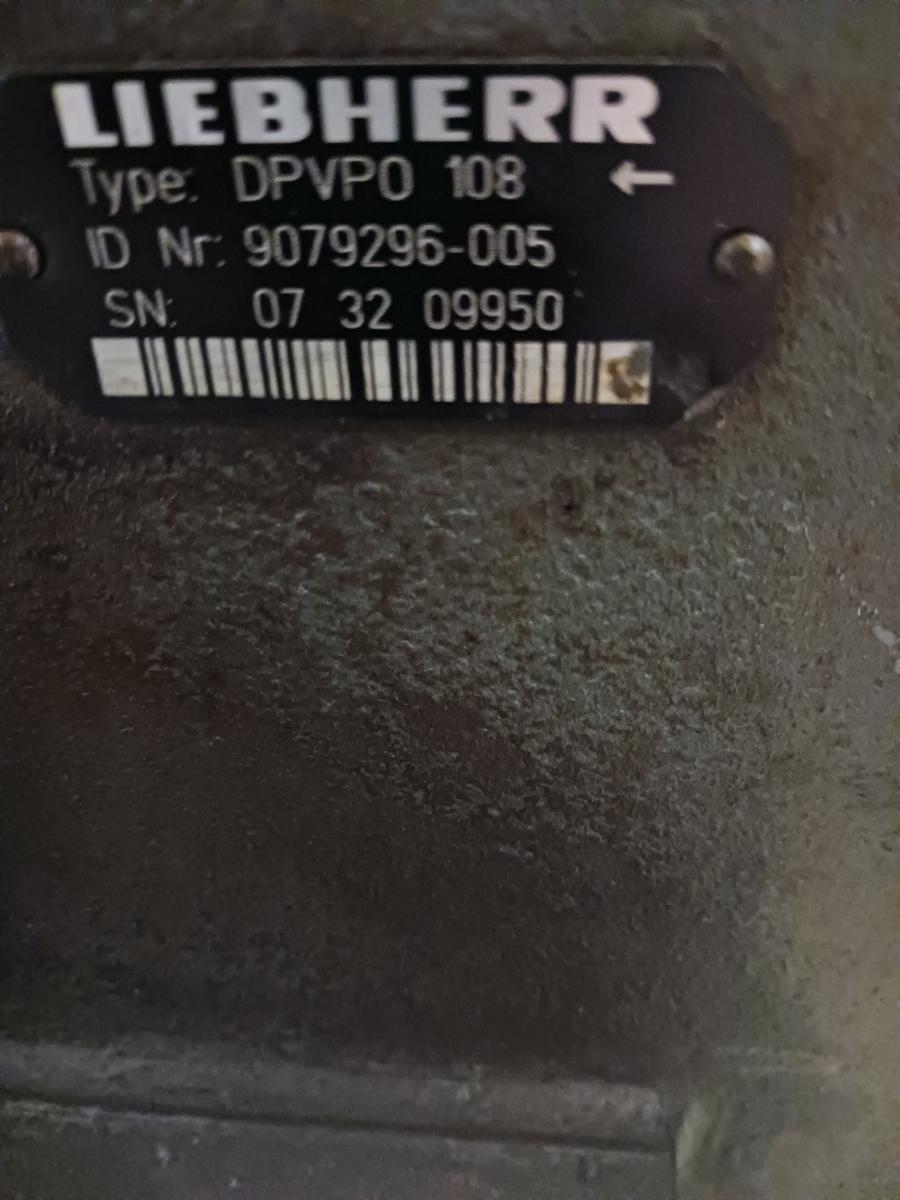 LIEBHERR
Type: DPVPO 108 ←
ID Nr: 9079296-005
SN: 07 32 09950